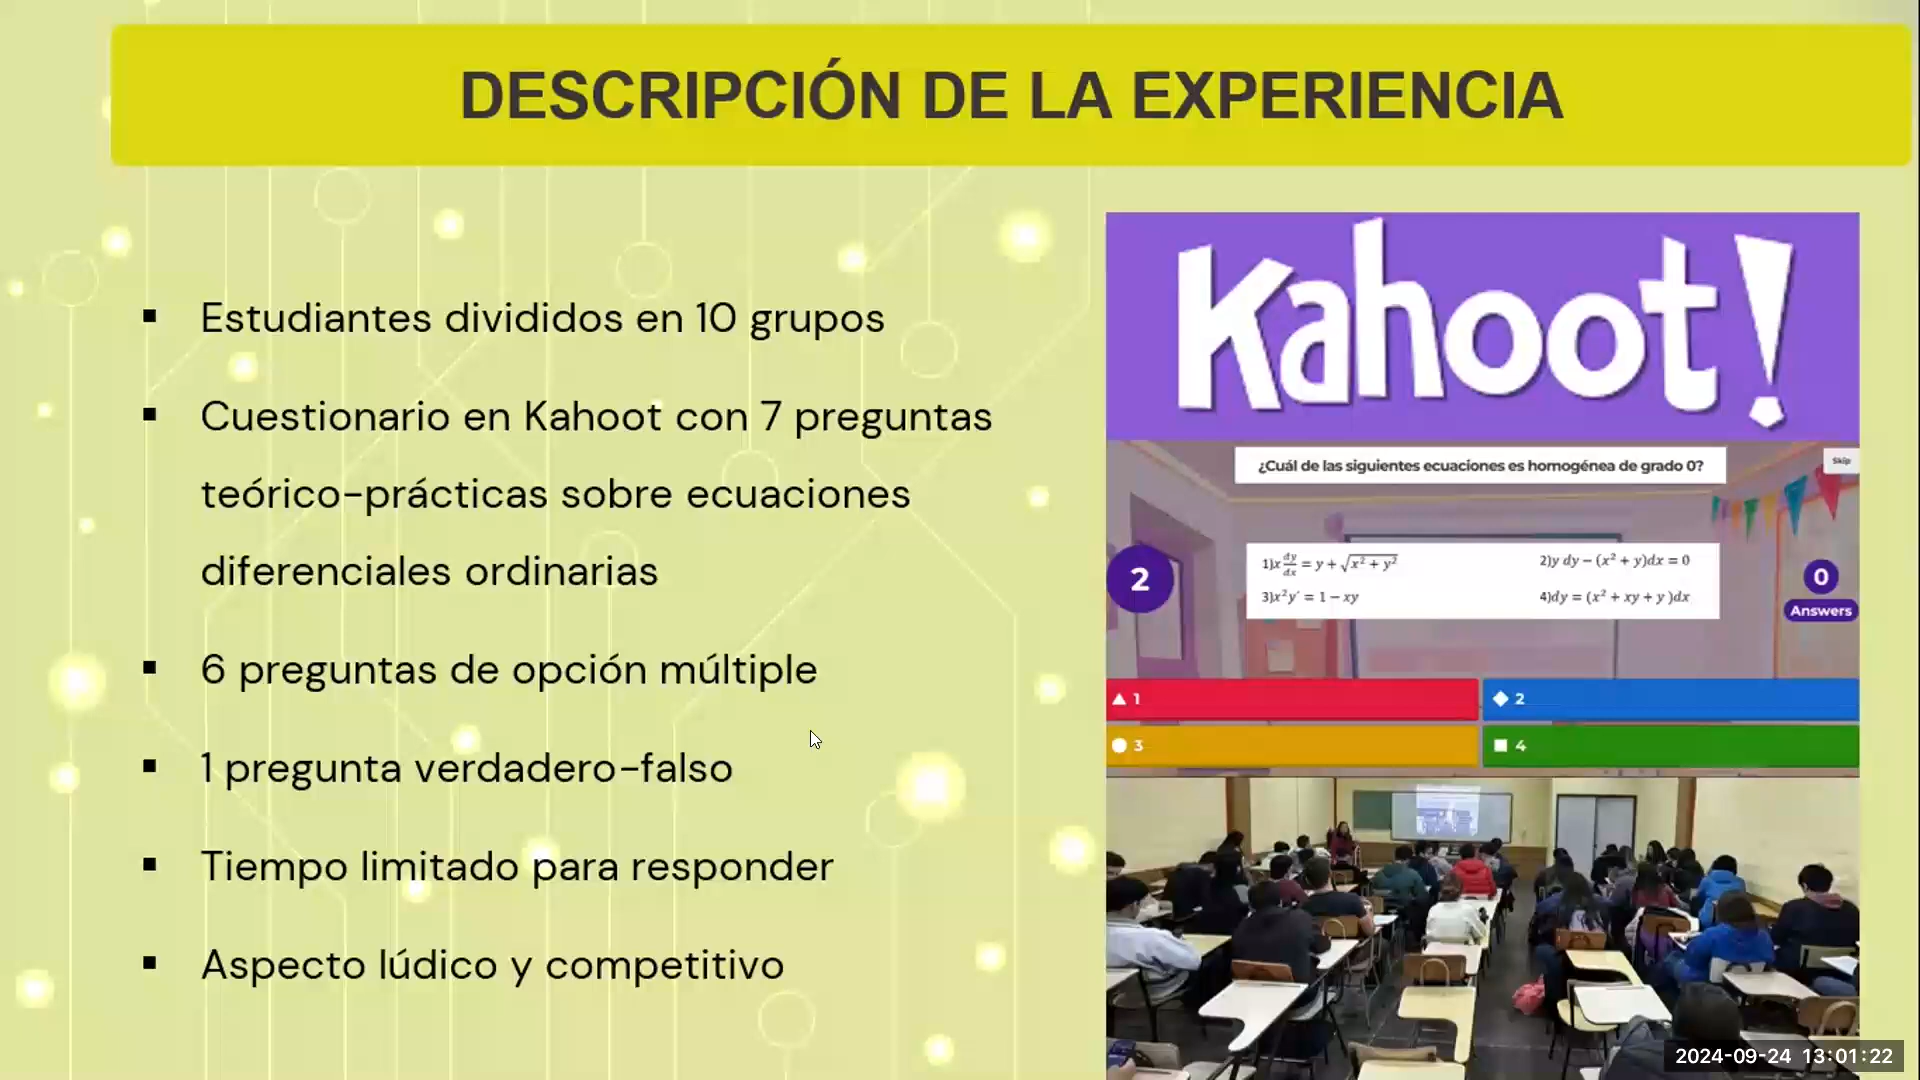 DESCRIPCIÓN DE LA EXPERIENCIA
▪ Estudiantes divididos en 10 grupos
▪ Cuestionario en Kahoot con 7 preguntas
teórico-prácticas sobre ecuaciones
diferenciales ordinarias
▪ 6 preguntas de opción múltiple
▪ 1 pregunta verdadero-falso
▪ Tiempo limitado para responder
▪ Aspecto lúdico y competitivo
Kahoot!
¿Cuál de las siguientes ecuaciones es homogénea de grado 0?
Skip
2
1)x dy/dx = y + √(x² + y²)
2)y dy − (x² + y)dx = 0
3)x²y' = 1 − xy
4)dy = (x² + xy + y )dx
0
Answers
1
2
3
4
2024-09-24 13:01:22